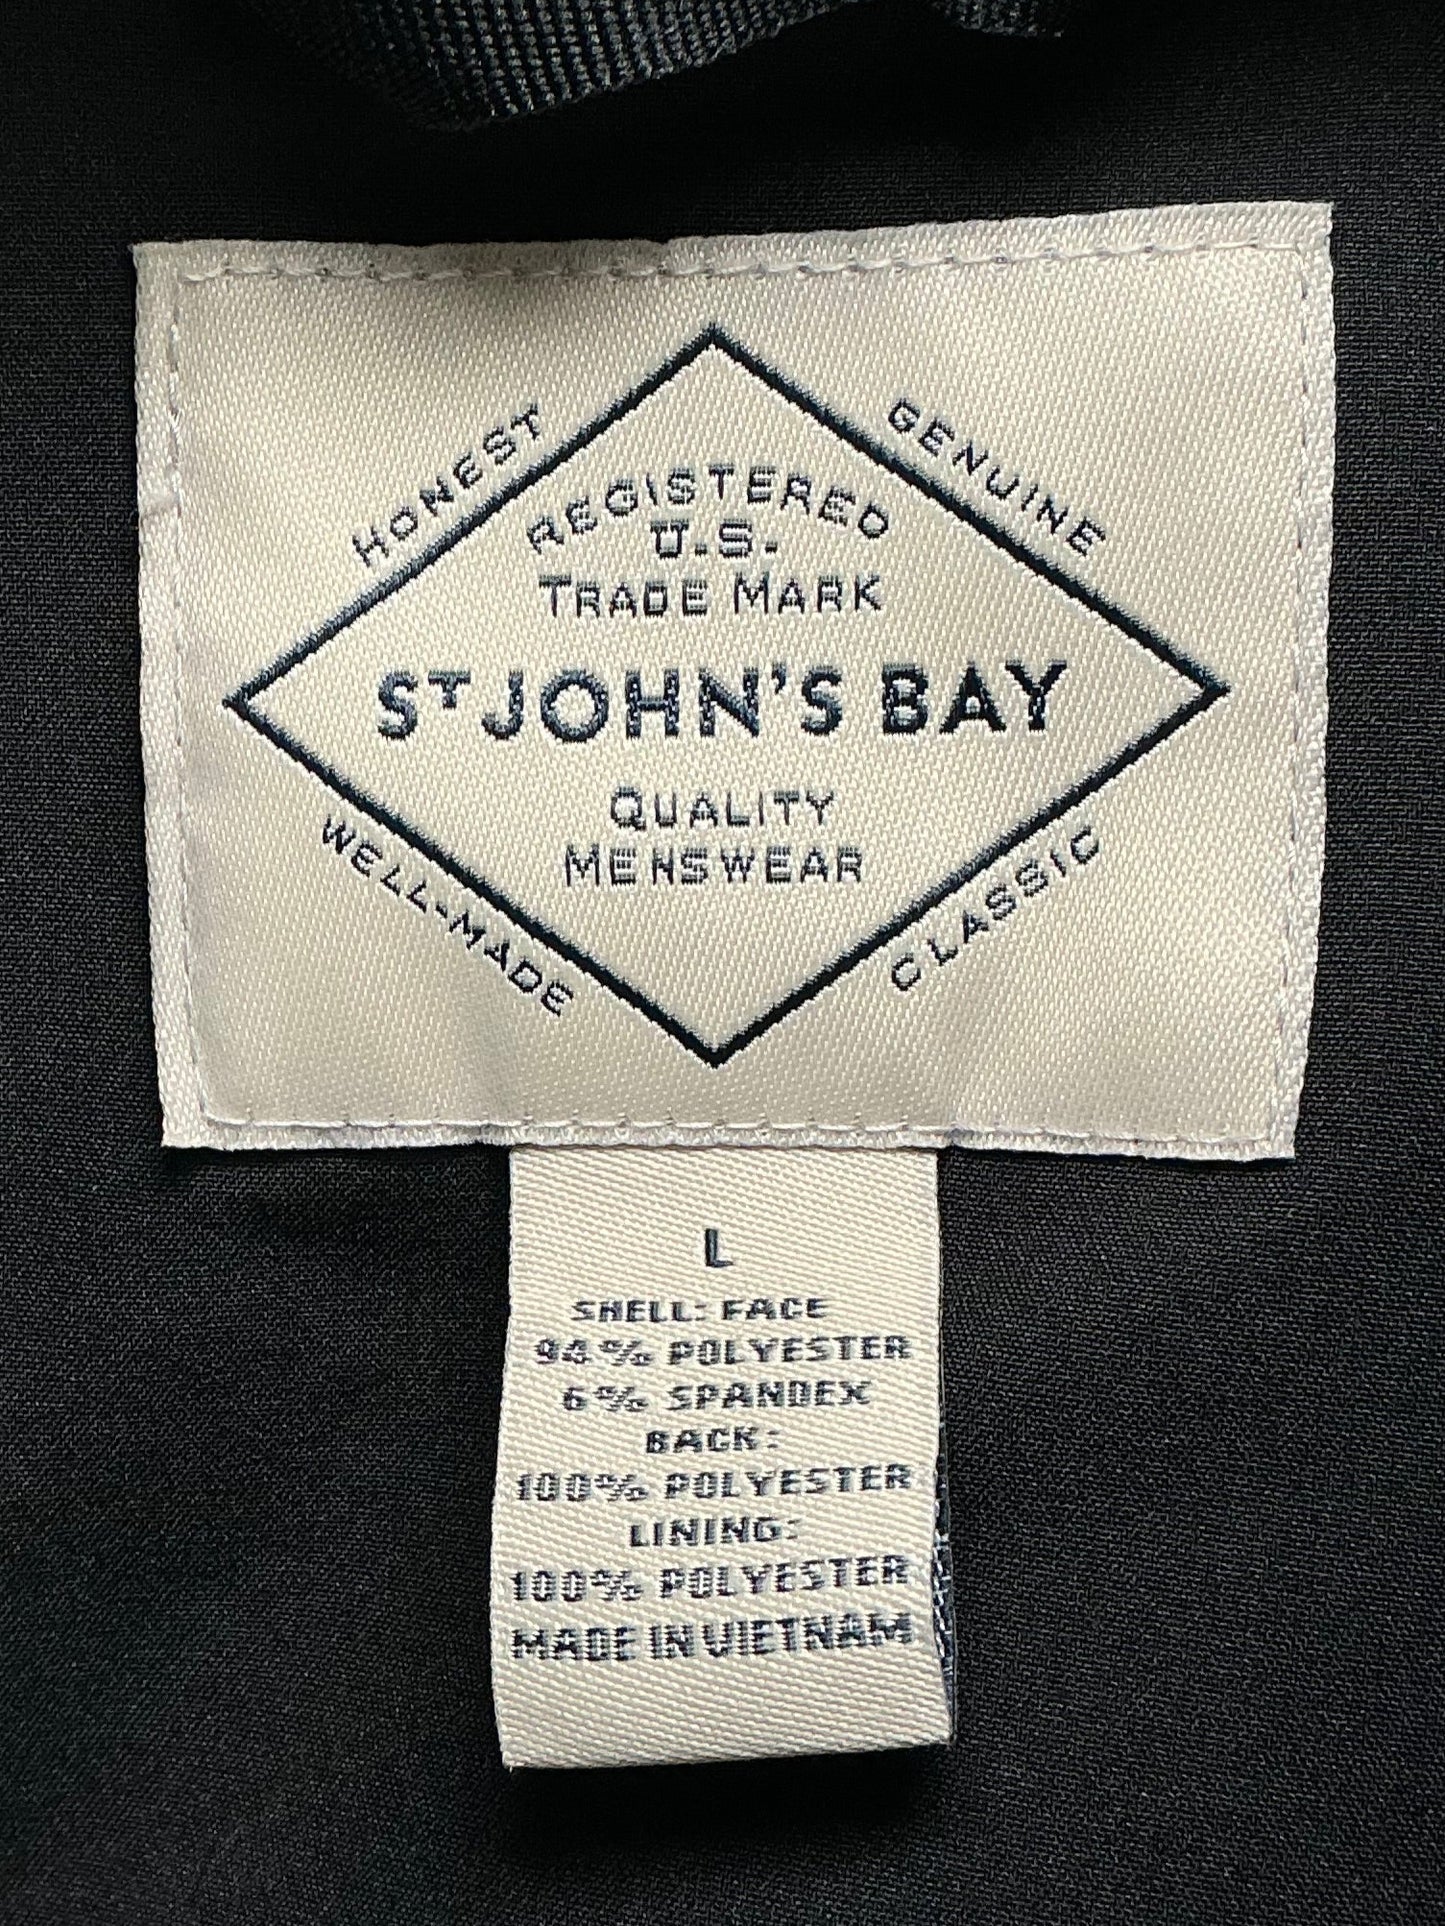 HONEST
GENUINE
REGISTERED
U.S.
TRADE MARK
ST JOHN'S BAY
QUALITY
MENSWEAR
WELL-MADE
CLASSIC
L
SHELL: FACE
94% POLYESTER
6% SPANDEX
BACK:
100% POLYESTER
LINING:
100% POLYESTER
MADE IN VIETNAM